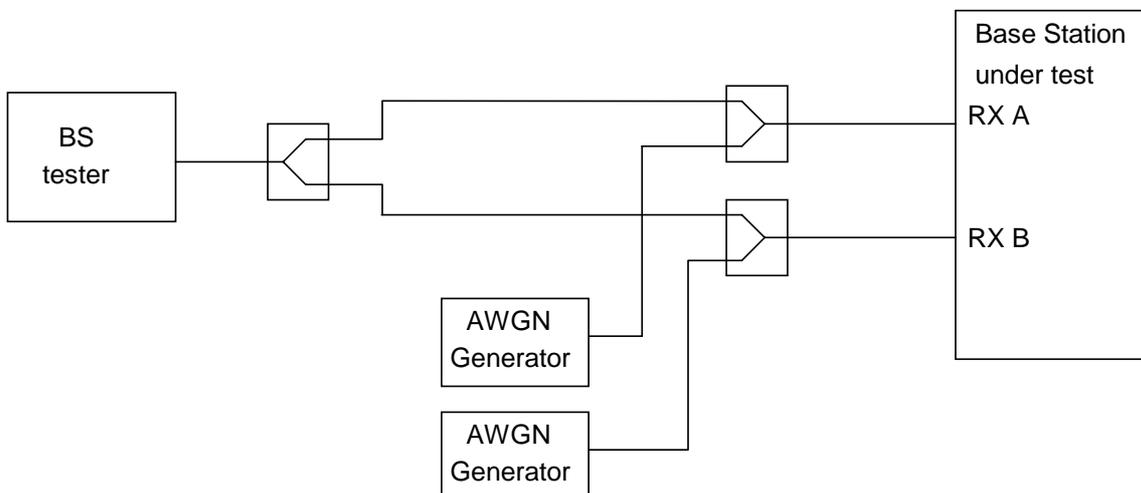 Base Station
under test
RX A
BS
tester
RX B
AWGN
Generator
AWGN
Generator